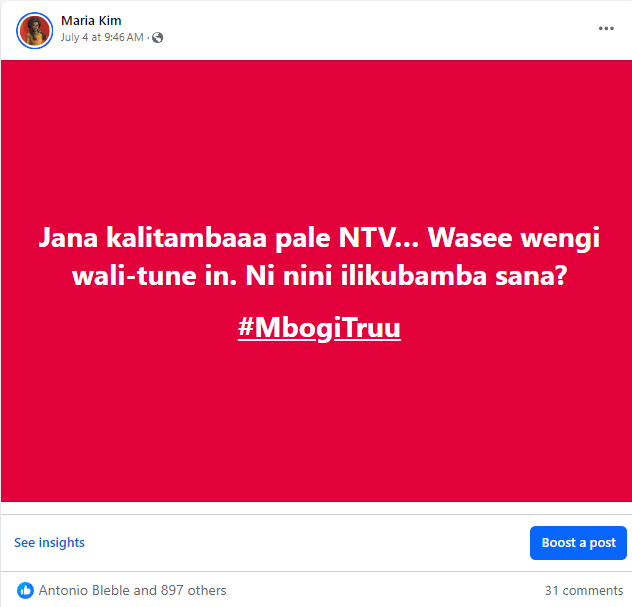 Maria Kim
July 4 at 9:46 AM ·
Jana kalitambaaa pale NTV... Wasee wengi
wali-tune in. Ni nini ilikubamba sana?
#MbogiTruu
See insights
Boost a post
Antonio Bleble and 897 others
31 comments